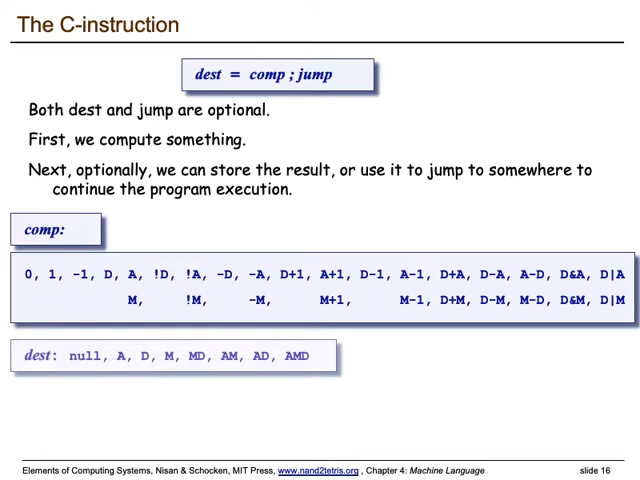 The C-instruction
dest = comp ; jump
Both dest and jump are optional.
First, we compute something.
Next, optionally, we can store the result, or use it to jump to somewhere to
continue the program execution.
comp:
0, 1, -1, D, A, !D, !A, -D, -A, D+1, A+1, D-1, A-1, D+A, D-A, A-D, D&A, D|A
M, !M, -M, M+1, M-1, D+M, D-M, M-D, D&M, D|M
dest: null, A, D, M, MD, AM, AD, AMD
Elements of Computing Systems, Nisan & Schocken, MIT Press, www.nand2tetris.org , Chapter 4: Machine Language slide 16